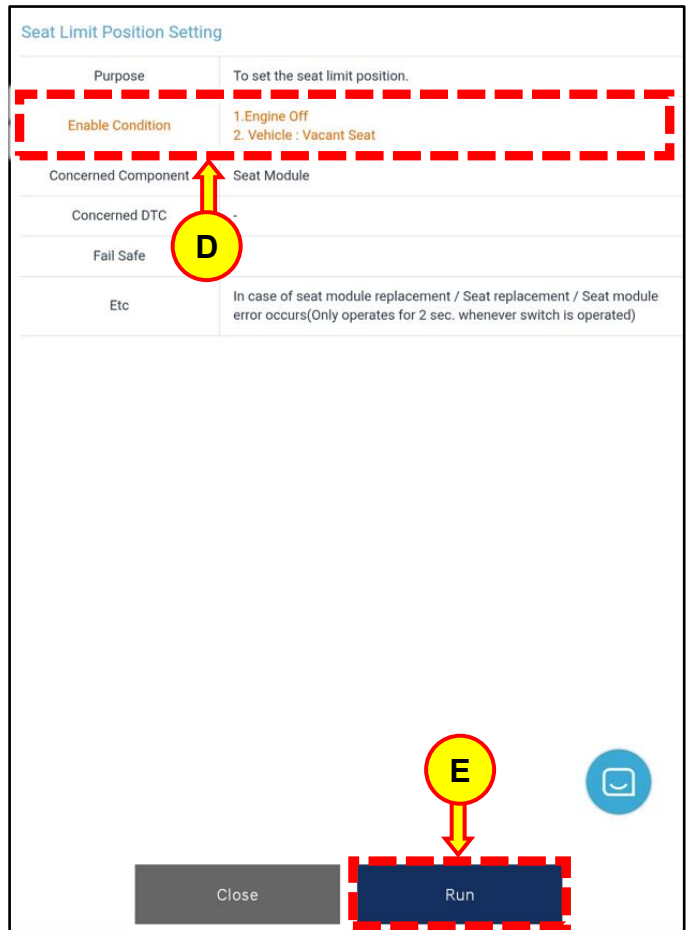 Seat Limit Position Setting
Purpose
To set the seat limit position.
Enable Condition
1.Engine Off
2. Vehicle : Vacant Seat
Concerned Component
Seat Module
Concerned DTC
-
D
Fail Safe
Etc
In case of seat module replacement / Seat replacement / Seat module
error occurs(Only operates for 2 sec. whenever switch is operated)
E
Close
Run